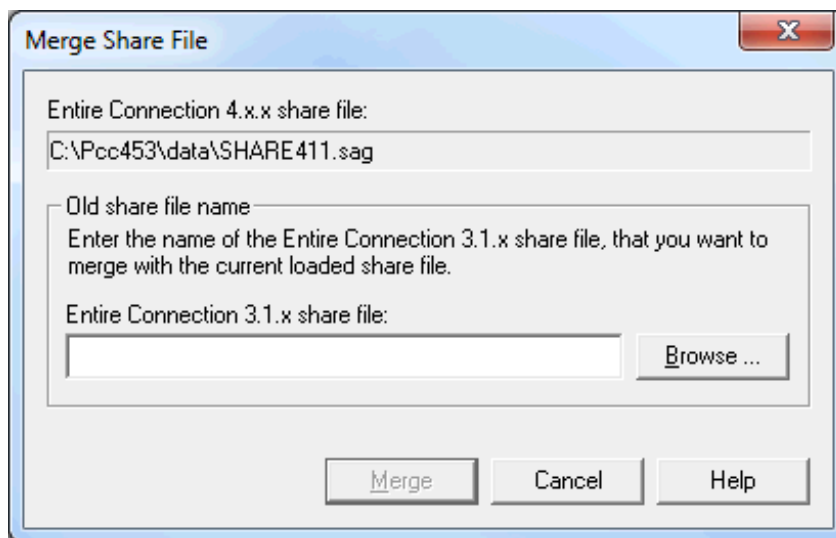 Merge Share File
Entire Connection 4.x.x share file:
C:\Pcc453\data\SHARE411.sag
Old share file name
Enter the name of the Entire Connection 3.1.x share file, that you want to
merge with the current loaded share file.
Entire Connection 3.1.x share file:
Browse ...
Merge
Cancel
Help